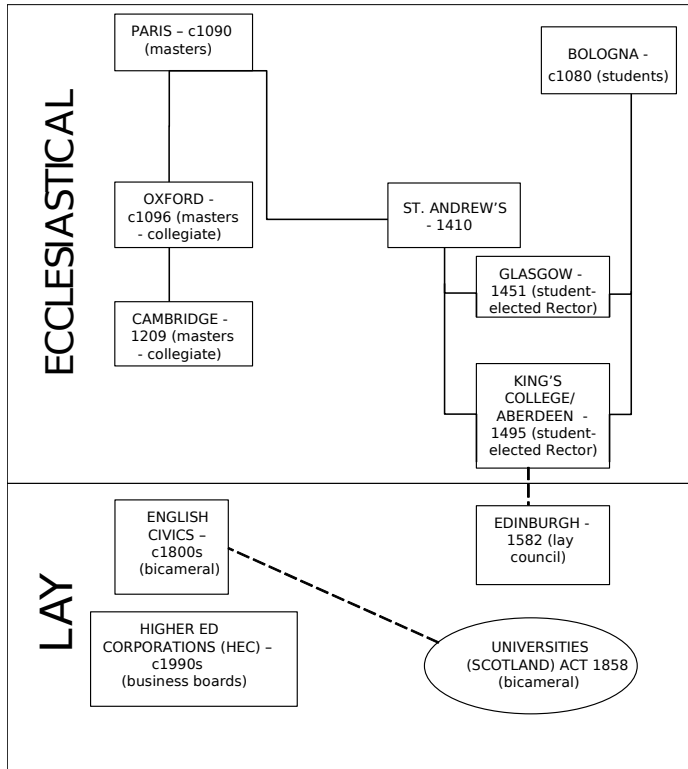 PARIS – c1090
(masters)
BOLOGNA -
c1080 (students)
ECCLESIASTICAL
OXFORD -
c1096 (masters
- collegiate)
ST. ANDREW’S
- 1410
GLASGOW -
1451 (student-
elected Rector)
CAMBRIDGE -
1209 (masters
- collegiate)
KING’S
COLLEGE/
ABERDEEN -
1495 (student-
elected Rector)
LAY
ENGLISH
CIVICS –
c1800s
(bicameral)
EDINBURGH -
1582 (lay
council)
HIGHER ED
CORPORATIONS (HEC) –
c1990s
(business boards)
UNIVERSITIES
(SCOTLAND) ACT 1858
(bicameral)